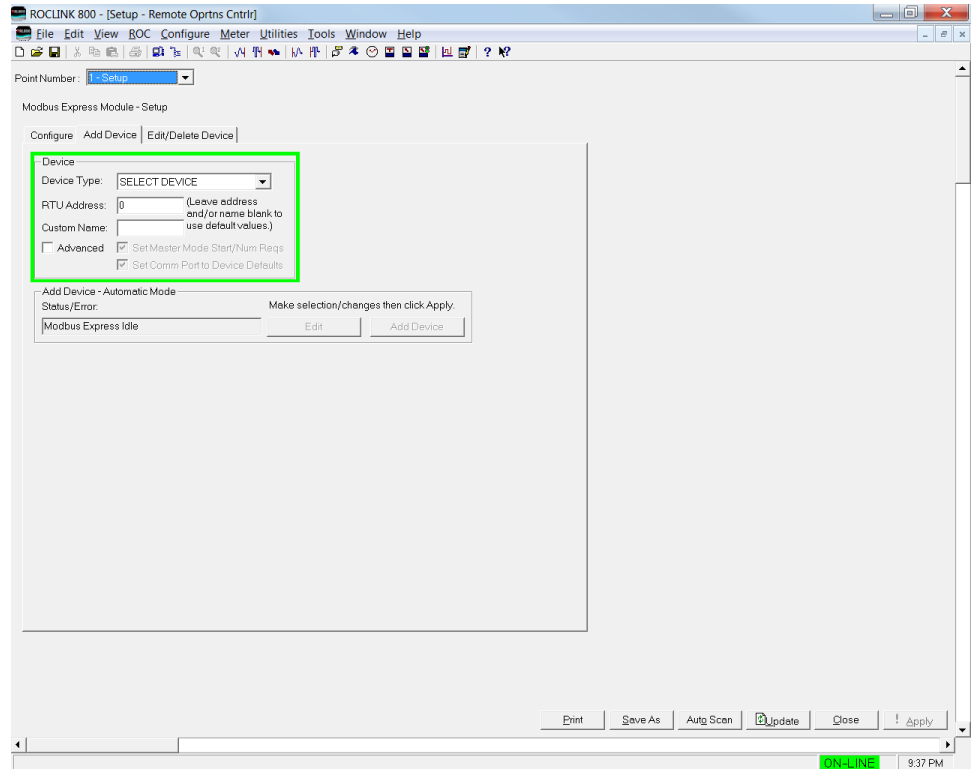 ROCLINK 800 - [Setup - Remote Oprtns Cntrlr]
File Edit View ROC Configure Meter Utilities Tools Window Help
Point Number : 1 - Setup
Modbus Express Module - Setup
Configure Add Device Edit/Delete Device
Device
Device Type: SELECT DEVICE
RTU Address: 0 (Leave address
and/or name blank to
Custom Name: use default values.)
Advanced Set Master Mode Start/Num Regs
Set Comm Port to Device Defaults
Add Device - Automatic Mode
Status/Error: Make selection/changes then click Apply.
Modbus Express Idle Edit Add Device
Print Save As Auto Scan Update Close ! Apply
ON-LINE 9:37 PM